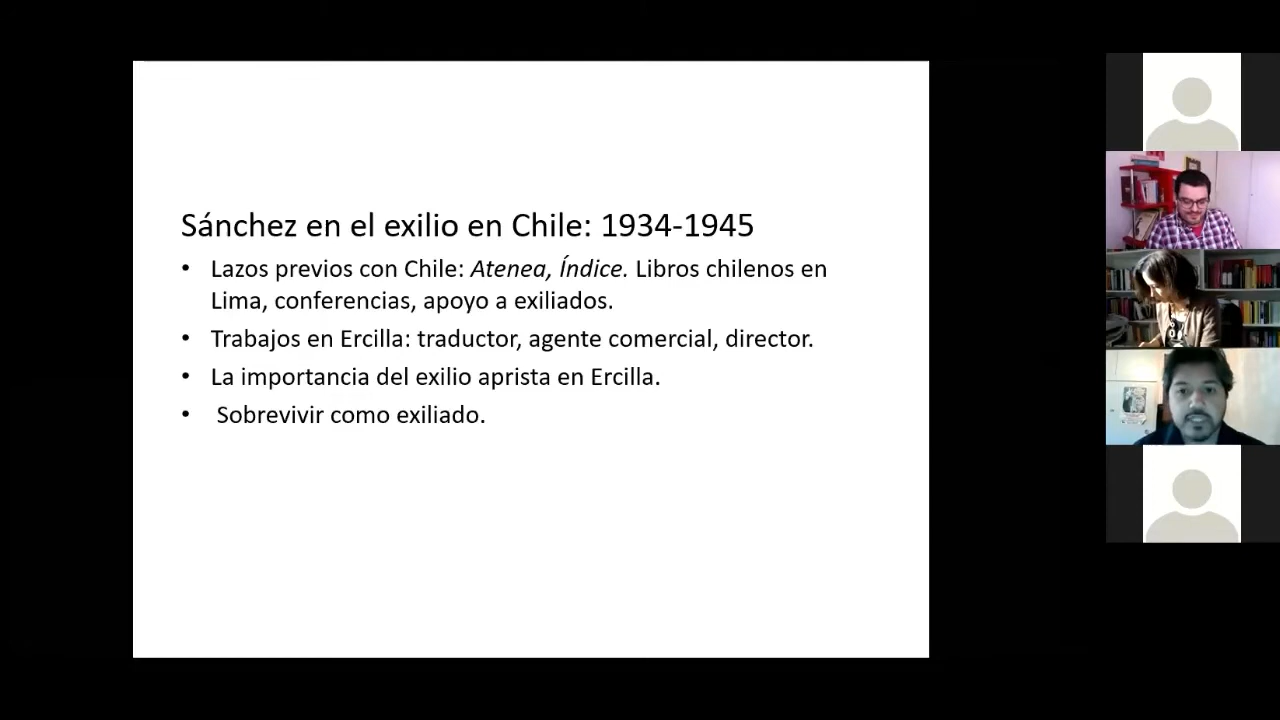 Sánchez en el exilio en Chile: 1934-1945
• Lazos previos con Chile: Atenea, Índice. Libros chilenos en
Lima, conferencias, apoyo a exiliados.
• Trabajos en Ercilla: traductor, agente comercial, director.
• La importancia del exilio aprista en Ercilla.
• Sobrevivir como exiliado.